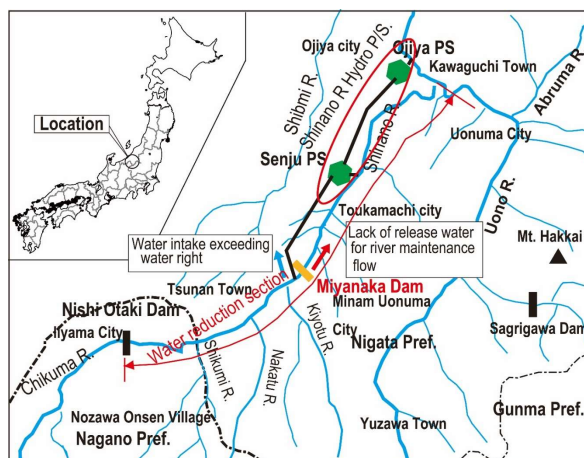 Location
Ojiya city
Ojiya PS
Kawaguchi Town
Shibmi R.
Shinano R Hydro P/S.
Shinano R.
Abruma R.
Uonuma City
Senju PS
Uono R.
Toukamachi city
Mt. Hakkai
Water intake exceeding
water right
Lack of release water
for river maintenance
flow
Tsunan Town
Miyanaka Dam
Minam Uonuma
City
Nishi Otaki Dam
Iiyama City
Water reduction section
Kiyotu R.
Sagrigawa Dam
Nigata Pref.
Chikuma R.
Shikumi R.
Nakatu R.
Gunma Pref.
Nozawa Onsen Village
Nagano Pref.
Yuzawa Town